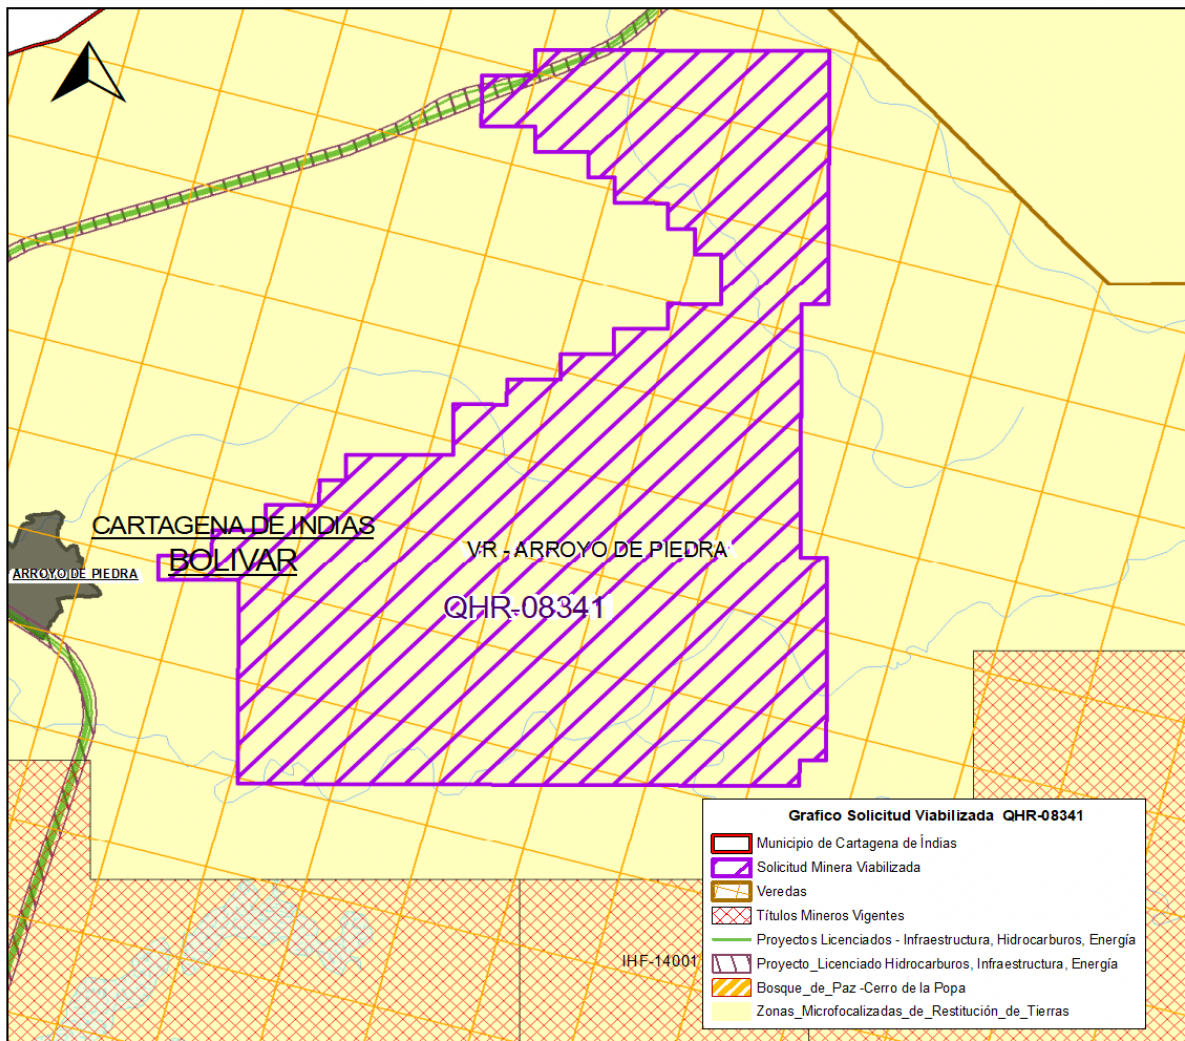 CARTAGENA DE INDIAS
BOLIVAR
ARROYO DE PIEDRA
VR - ARROYO DE PIEDRA
QHR-08341
IHF-14001
Grafico Solicitud Viabilizada QHR-08341
Municipio de Cartagena de Índias
Solicitud Minera Viabilizada
Veredas
Títulos Mineros Vigentes
Proyectos Licenciados - Infraestructura, Hidrocarburos, Energía
Proyecto_Licenciado Hidrocarburos, Infraestructura, Energía
Bosque_de_Paz -Cerro de la Popa
Zonas_Microfocalizadas_de_Restitución_de_Tierras